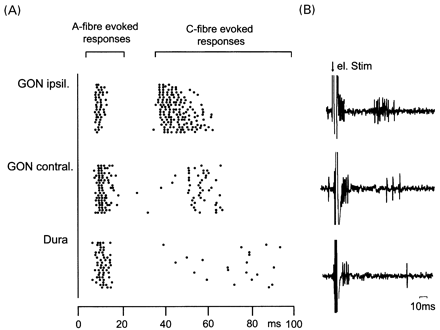 (A)
(B)
A-fibre evoked
responses
C-fibre evoked
responses
el. Stim
GON ipsil.
GON contral.
Dura
0 20 40 60 80 ms 100
10ms